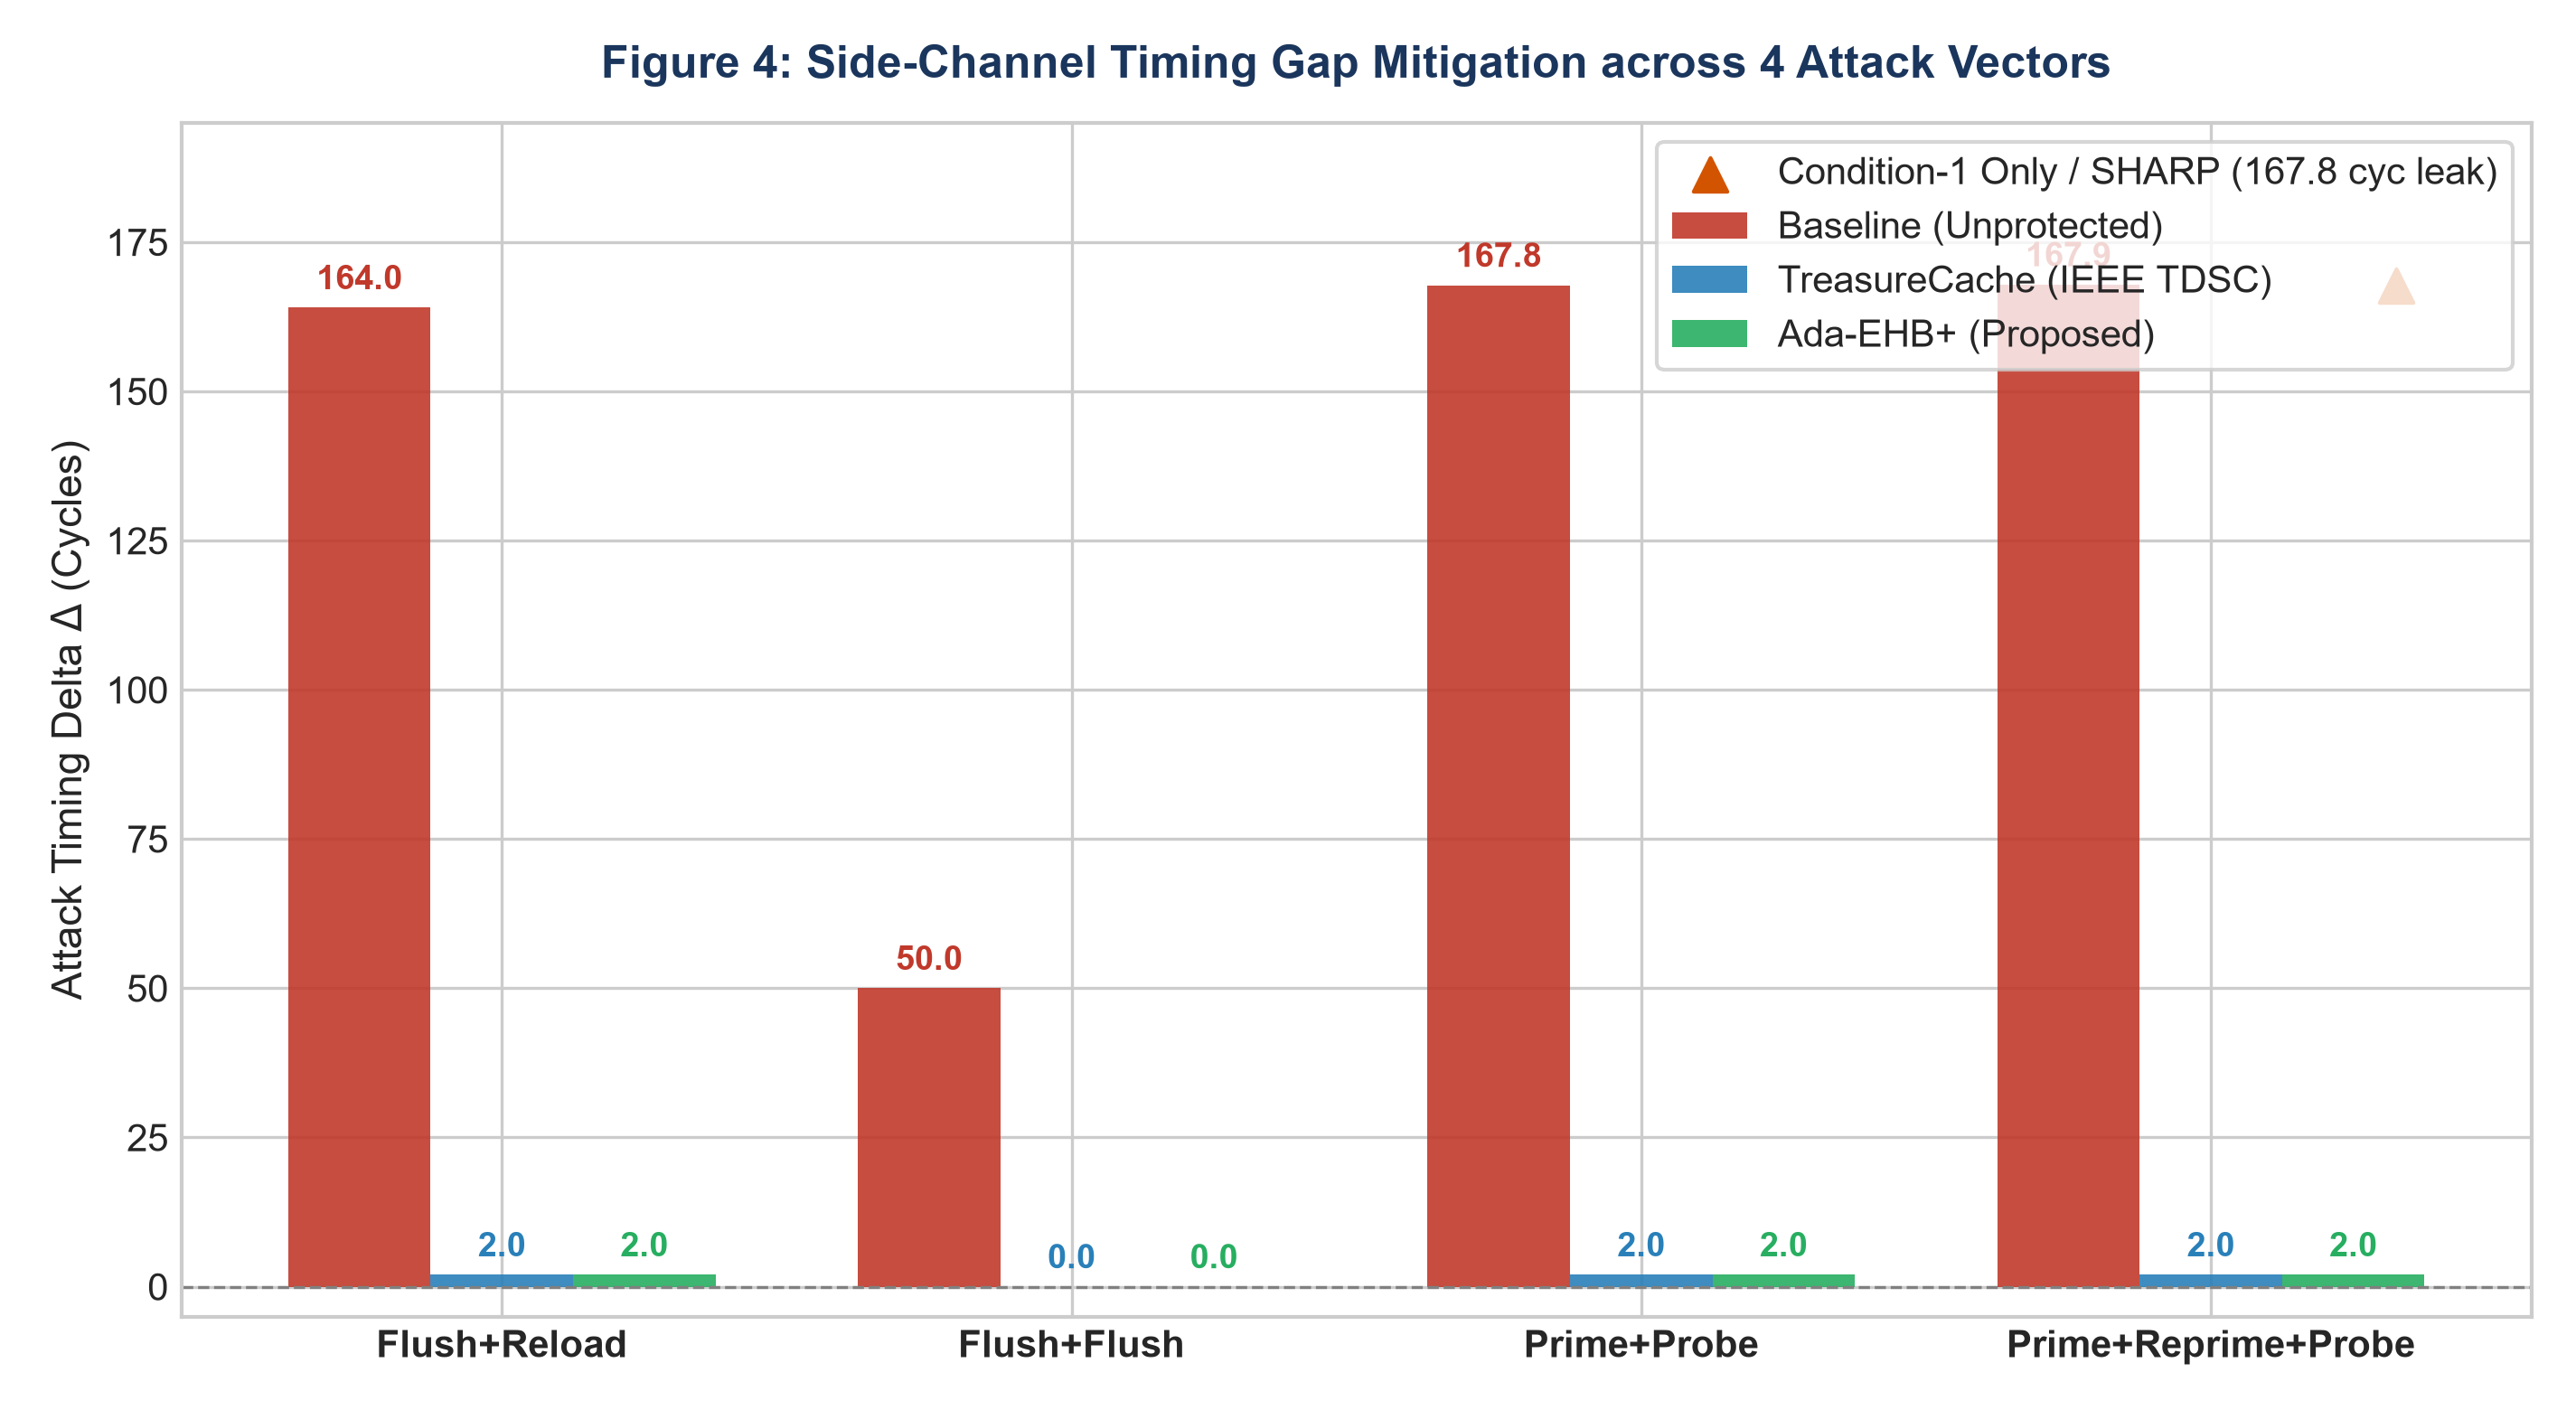 Figure 4: Side-Channel Timing Gap Mitigation across 4 Attack Vectors
Attack Timing Delta Δ (Cycles)
175
150
125
100
75
50
25
0
Condition-1 Only / SHARP (167.8 cyc leak)
Baseline (Unprotected)
TreasureCache (IEEE TDSC)
Ada-EHB+ (Proposed)
164.0
2.0
2.0
50.0
0.0
0.0
167.8
2.0
2.0
167.9
2.0
2.0
Flush+Reload
Flush+Flush
Prime+Probe
Prime+Reprime+Probe